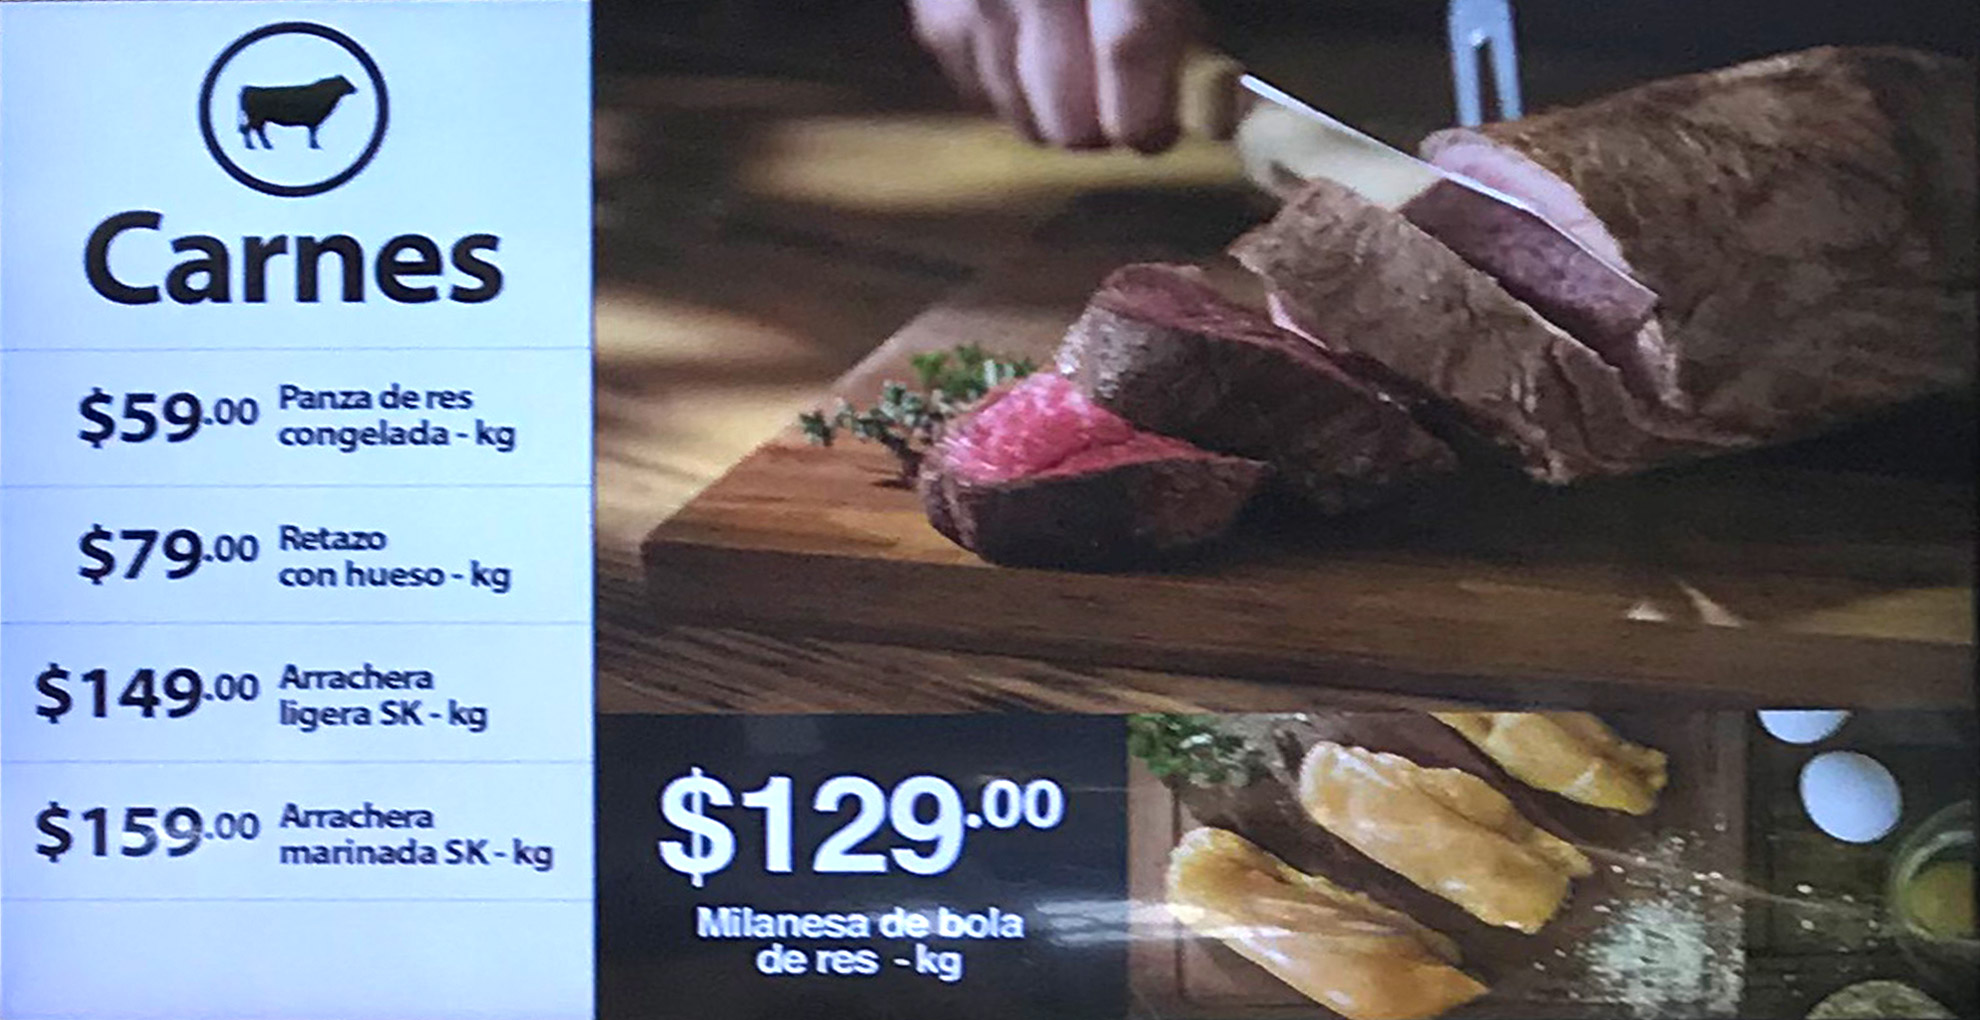 Carnes
$59.00 Panza de res
congelada - kg
$79.00 Retazo
con hueso - kg
$149.00 Arrachera
ligera SK - kg
$159.00 Arrachera
marinada SK - kg
$129.00
Milanesa de bola
de res - kg